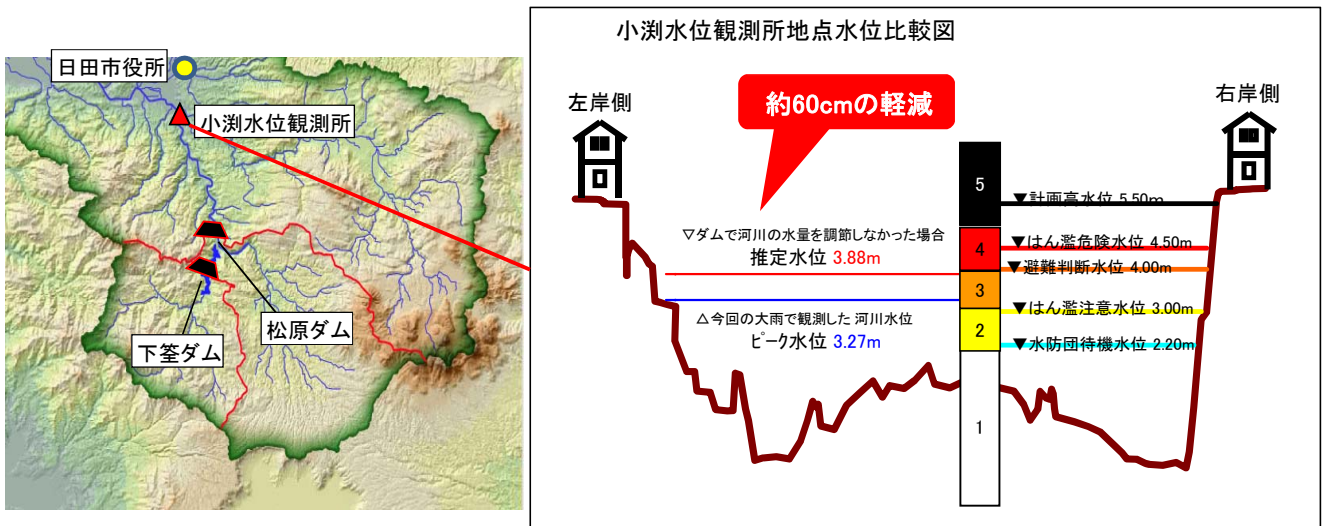 日田市役所
小渕水位観測所
松原ダム
下筌ダム
小渕水位観測所地点水位比較図
約60cmの軽減
左岸側
右岸側
▽ダムで河川の水量を調節しなかった場合
推定水位 3.88m
△今回の大雨で観測した 河川水位
ピーク水位 3.27m
5
4
3
2
1
▼計画高水位 5.50m
▼はん濫危険水位 4.50m
▼避難判断水位 4.00m
▼はん濫注意水位 3.00m
▼水防団待機水位 2.20m